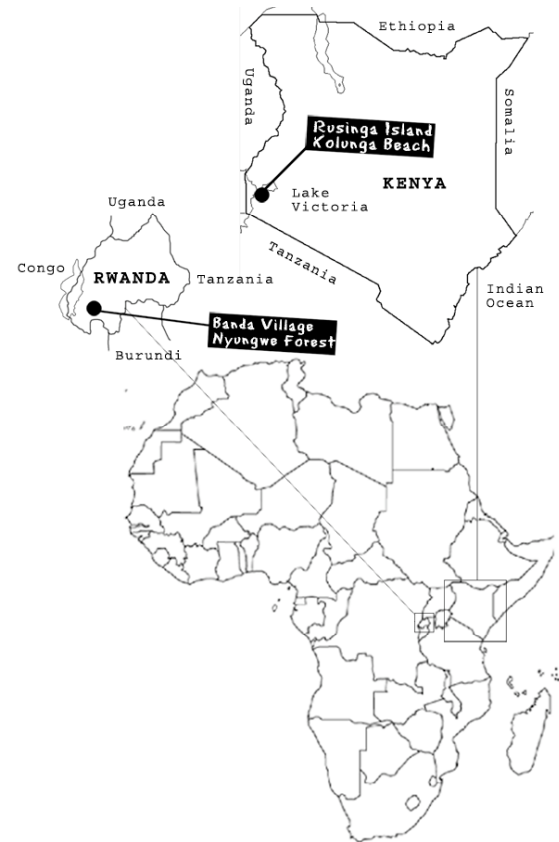 Ethiopia
Uganda
Somalia
Rusinga Island
Kolunga Beach
KENYA
Lake
Victoria
Tanzania
Indian
Ocean
Uganda
Congo
RWANDA
Tanzania
Banda Village
Nyungwe Forest
Burundi